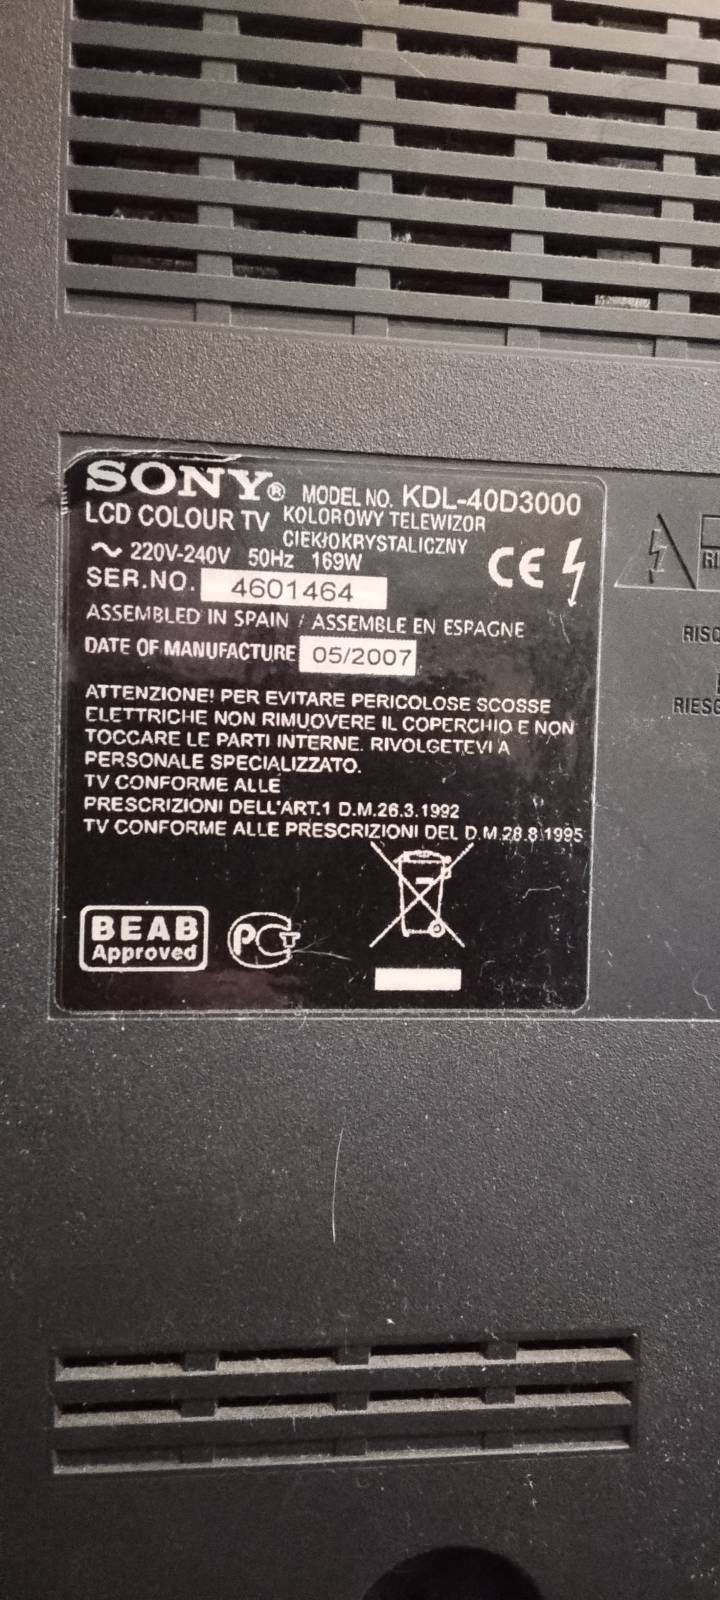 SONY® MODEL NO. KDL-40D3000
LCD COLOUR TV KOLOROWY TELEWIZOR
CIEKŁOKRYSTALICZNY
~ 220V-240V 50Hz 169W
CE
SER.NO. 4601464
ASSEMBLED IN SPAIN / ASSEMBLE EN ESPAGNE
DATE OF MANUFACTURE 05/2007
ATTENZIONE! PER EVITARE PERICOLOSE SCOSSE
ELETTRICHE NON RIMUOVERE IL COPERCHIO E NON
TOCCARE LE PARTI INTERNE. RIVOLGETEVI A
PERSONALE SPECIALIZZATO.
TV CONFORME ALLE
PRESCRIZIONI DELL'ART.1 D.M.26.3.1992
TV CONFORME ALLE PRESCRIZIONI DEL D.M.28.8.1995
BEAB
Approved
PCT